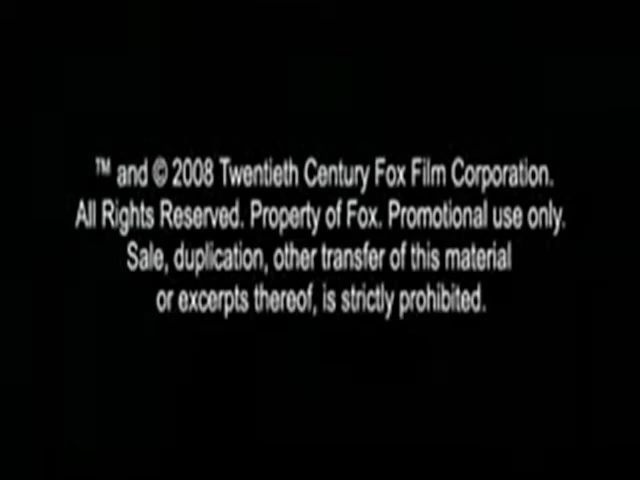 ™ and © 2008 Twentieth Century Fox Film Corporation.
All Rights Reserved. Property of Fox. Promotional use only.
Sale, duplication, other transfer of this material
or excerpts thereof, is strictly prohibited.